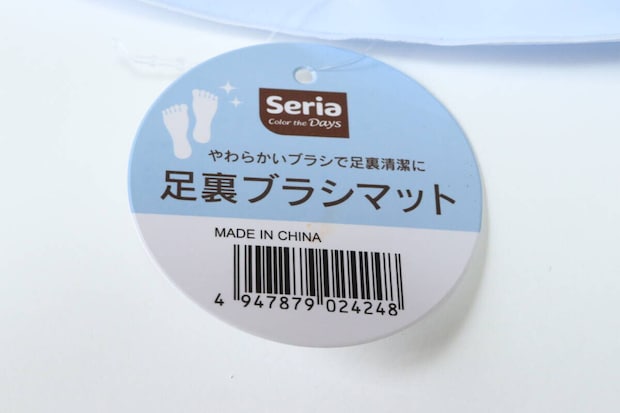 Seria
Color the Days
やわらかいブラシで足裏清潔に
足裏ブラシマット
MADE IN CHINA
4 947879 024248